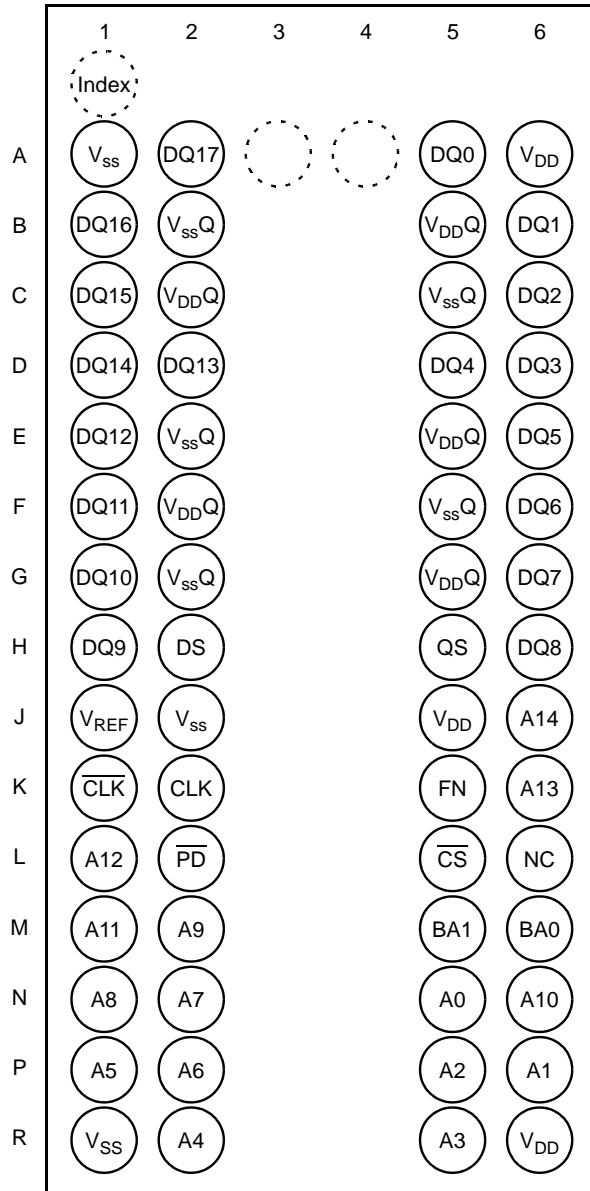 1 2 3 4 5 6
Index
A Vss DQ17 DQ0 VDD
B DQ16 VssQ VDDQ DQ1
C DQ15 VDDQ VssQ DQ2
D DQ14 DQ13 DQ4 DQ3
E DQ12 VssQ VDDQ DQ5
F DQ11 VDDQ VssQ DQ6
G DQ10 VssQ VDDQ DQ7
H DQ9 DS QS DQ8
J VREF Vss VDD A14
K C̅L̅K̅ CLK FN A13
L A12 P̅D̅ C̅S̅ NC
M A11 A9 BA1 BA0
N A8 A7 A0 A10
P A5 A6 A2 A1
R VSS A4 A3 VDD